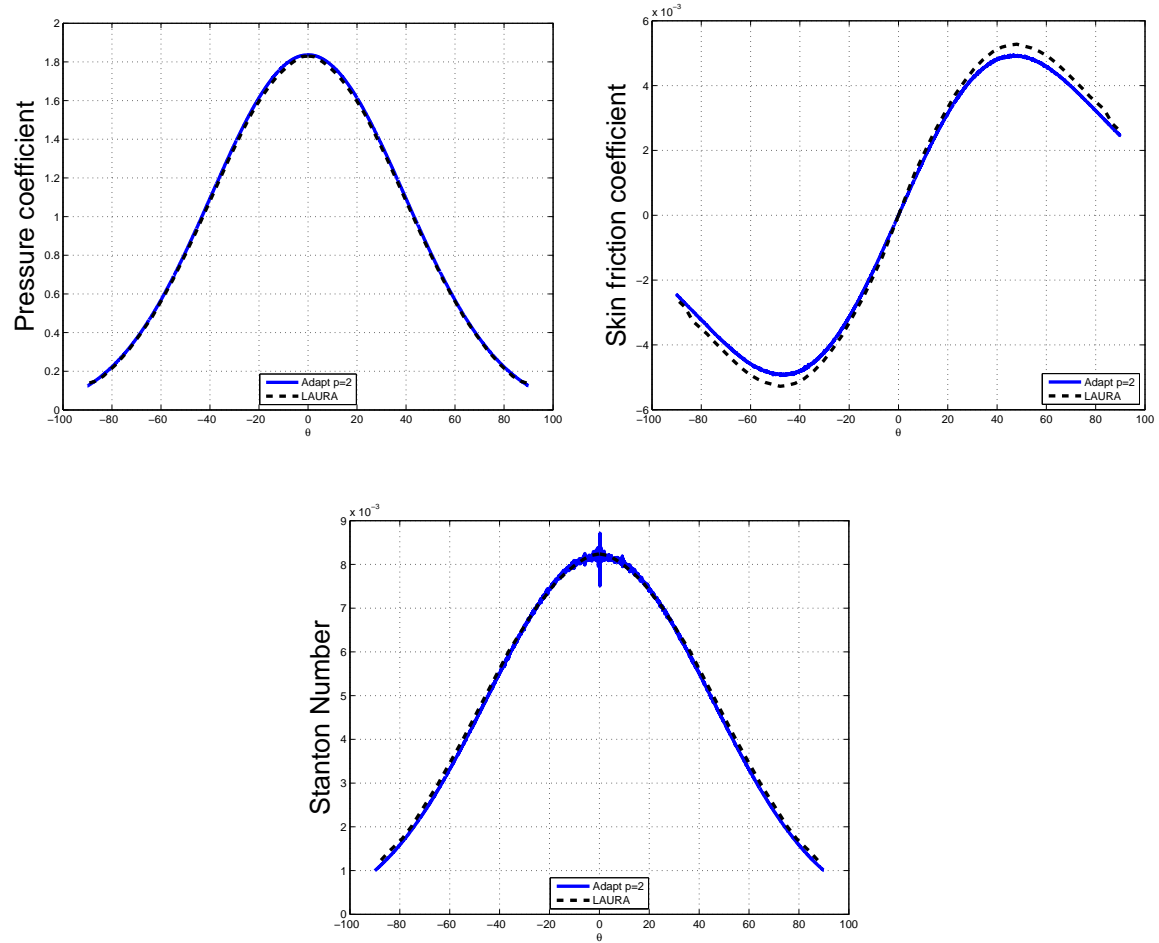 2
1.8
1.6
1.4
1.2
1
0.8
0.6
0.4
0.2
0
−100 −80 −60 −40 −20 0 20 40 60 80 100
θ
Pressure coefficient
Adapt p=2
LAURA
x 10−3
6
4
2
0
−2
−4
−6
−100 −80 −60 −40 −20 0 20 40 60 80 100
θ
Skin friction coefficient
Adapt p=2
LAURA
x 10−3
9
8
7
6
5
4
3
2
1
0
−100 −80 −60 −40 −20 0 20 40 60 80 100
θ
Stanton Number
Adapt p=2
LAURA